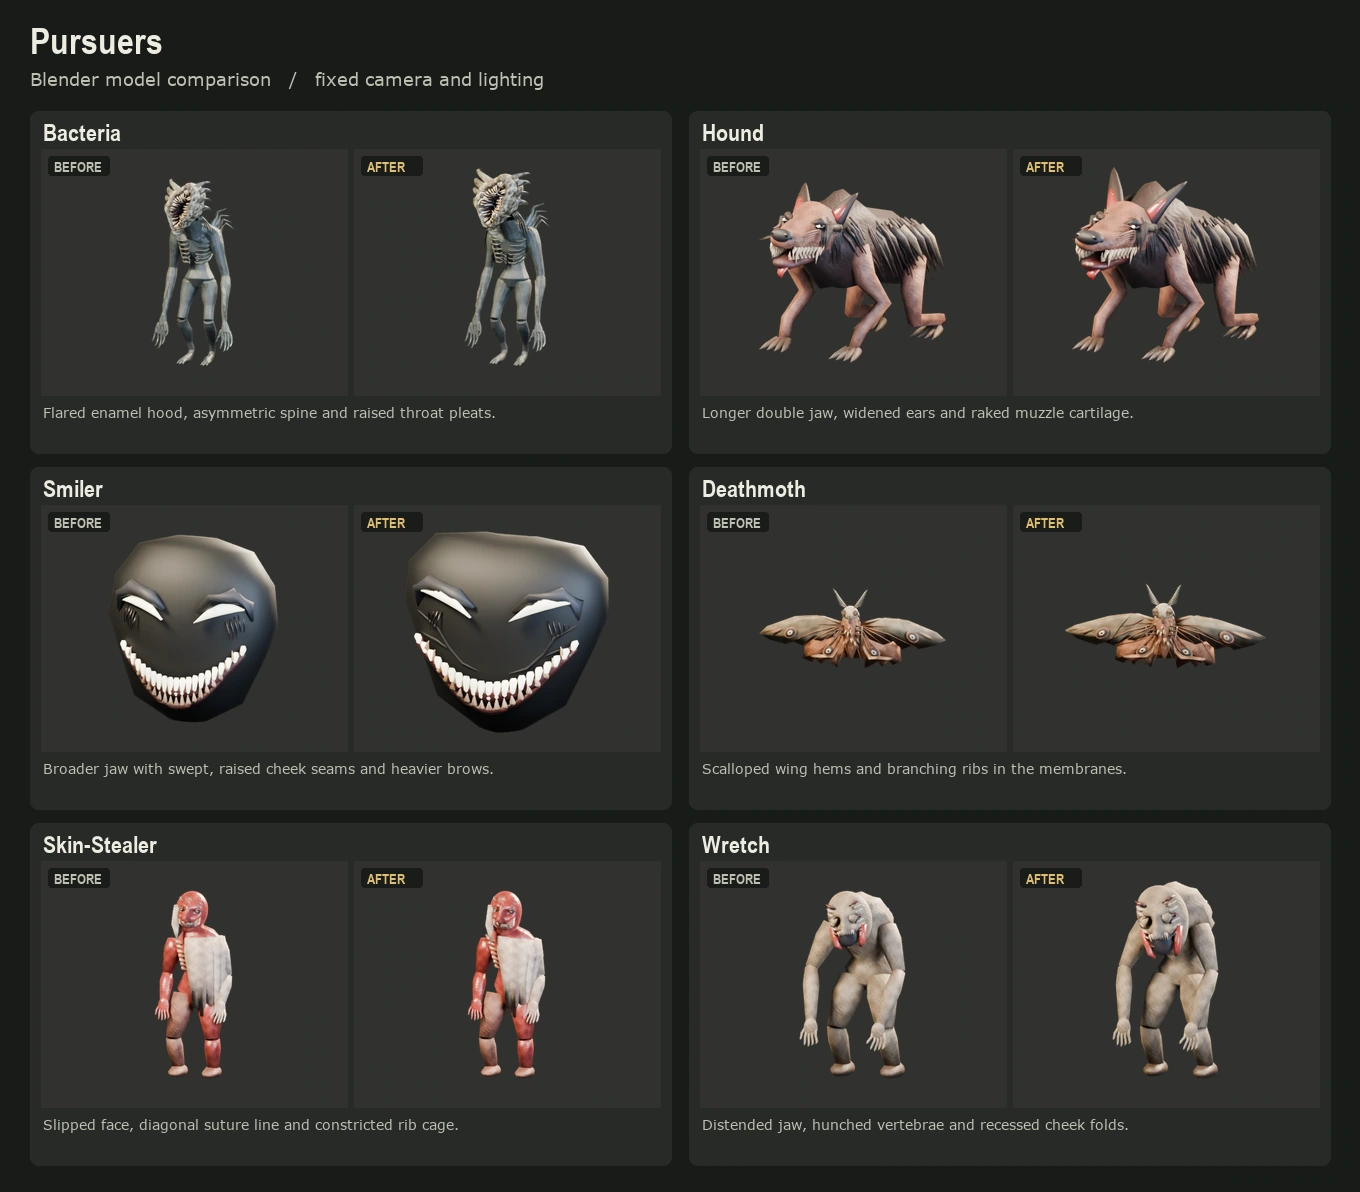 Pursuers
Blender model comparison / fixed camera and lighting
Bacteria
BEFORE
AFTER
Flared enamel hood, asymmetric spine and raised throat pleats.
Hound
BEFORE
AFTER
Longer double jaw, widened ears and raked muzzle cartilage.
Smiler
BEFORE
AFTER
Broader jaw with swept, raised cheek seams and heavier brows.
Deathmoth
BEFORE
AFTER
Scalloped wing hems and branching ribs in the membranes.
Skin-Stealer
BEFORE
AFTER
Slipped face, diagonal suture line and constricted rib cage.
Wretch
BEFORE
AFTER
Distended jaw, hunched vertebrae and recessed cheek folds.